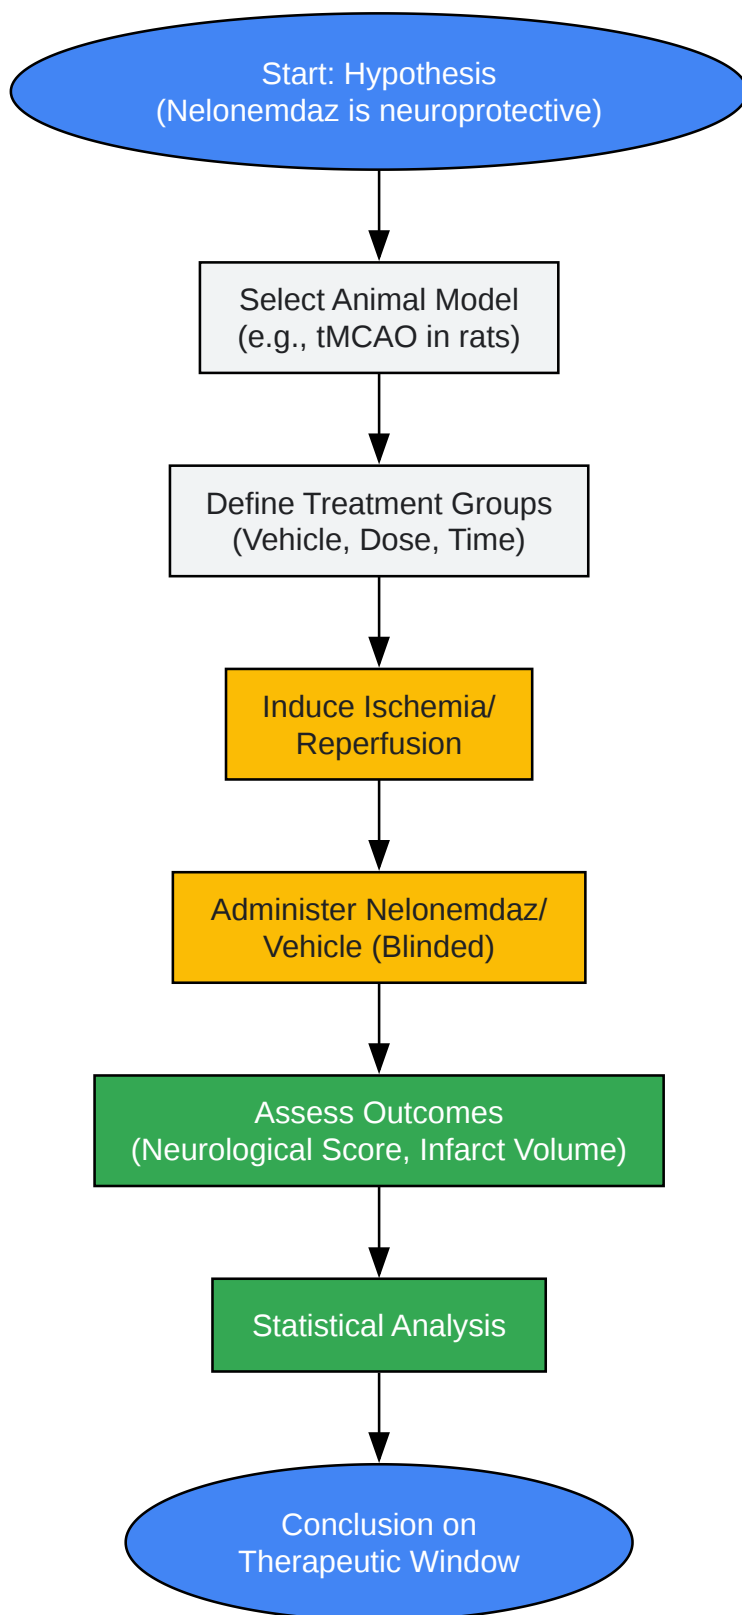 Start: Hypothesis
(Nelonemdaz is neuroprotective)
Select Animal Model
(e.g., tMCAO in rats)
Define Treatment Groups
(Vehicle, Dose, Time)
Induce Ischemia/
Reperfusion
Administer Nelonemdaz/
Vehicle (Blinded)
Assess Outcomes
(Neurological Score, Infarct Volume)
Statistical Analysis
Conclusion on
Therapeutic Window